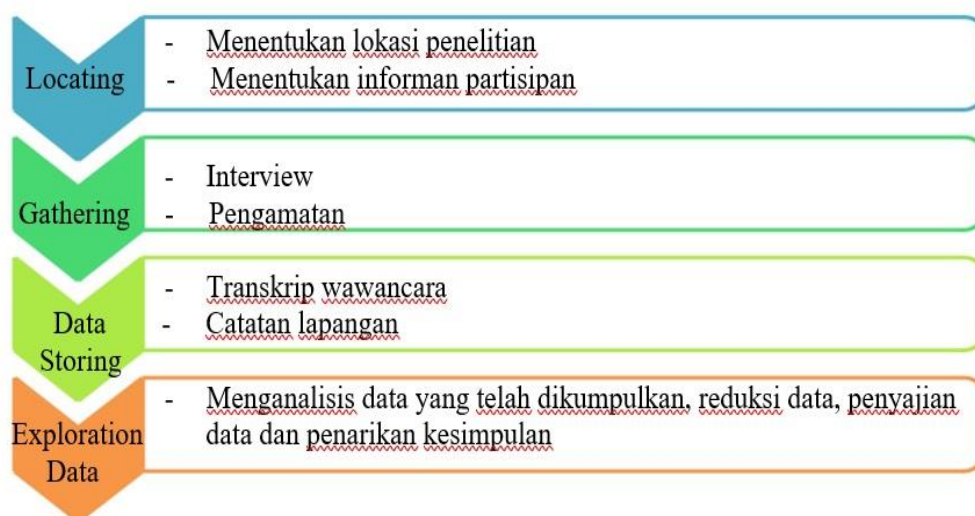 Locating
- Menentukan lokasi penelitian
- Menentukan informan partisipan
Gathering
- Interview
- Pengamatan
Data
Storing
- Transkrip wawancara
- Catatan lapangan
Exploration
Data
- Menganalisis data yang telah dikumpulkan, reduksi data, penyajian
data dan penarikan kesimpulan